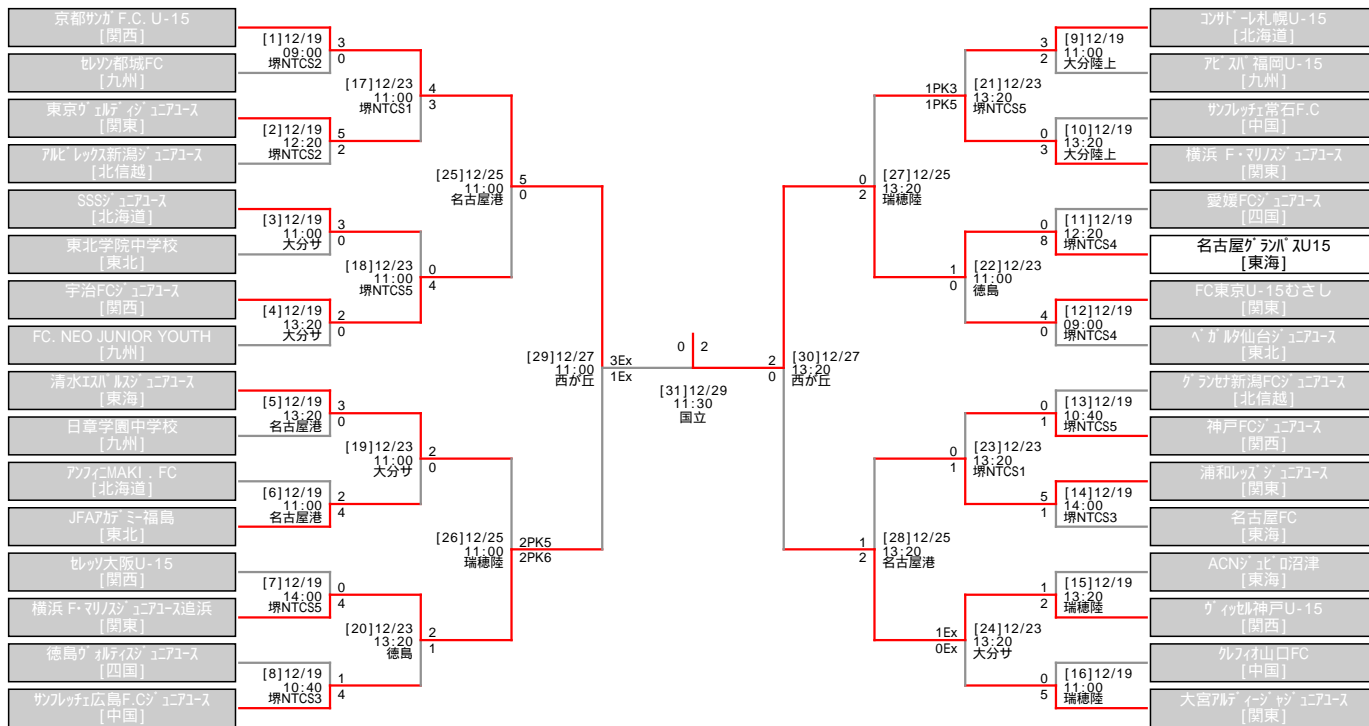 京都サンガF.C. U-15
[関西]
セレソン都城FC
[九州]
東京ヴェルディジュニアユース
[関東]
アルビレックス新潟ジュニアユース
[北信越]
SSSジュニアユース
[北海道]
東北学院中学校
[東北]
宇治FCジュニアユース
[関西]
FC. NEO JUNIOR YOUTH
[九州]
清水エスパルスジュニアユース
[東海]
日章学園中学校
[九州]
アンフィニMAKI．FC
[北海道]
JFAアカデミー福島
[東北]
セレッソ大阪U-15
[関西]
横浜 F・マリノスジュニアユース追浜
[関東]
徳島ヴォルティスジュニアユース
[四国]
サンフレッチェ広島F.Cジュニアユース
[中国]
[1]12/19
09:00
堺NTCS2
3
0
[2]12/19
12:20
堺NTCS2
5
2
[3]12/19
11:00
大分サ
3
0
[4]12/19
13:20
大分サ
2
0
[5]12/19
13:20
名古屋港
3
0
[6]12/19
11:00
名古屋港
2
4
[7]12/19
14:00
堺NTCS5
0
4
[8]12/19
10:40
堺NTCS3
1
4
[17]12/23
11:00
堺NTCS1
4
3
[18]12/23
11:00
堺NTCS5
0
4
[19]12/23
11:00
大分サ
2
0
[20]12/23
13:20
徳島
2
1
[25]12/25
11:00
名古屋港
5
0
[26]12/25
11:00
瑞穂陸
2PK5
2PK6
[29]12/27
11:00
西が丘
3Ex
1Ex
0 2
[31]12/29
11:30
国立
2
0
[30]12/27
13:20
西が丘
0
2
[27]12/25
13:20
瑞穂陸
1
2
[28]12/25
13:20
名古屋港
1PK3
1PK5
[21]12/23
13:20
堺NTCS5
1
0
[22]12/23
11:00
徳島
0
1
[23]12/23
13:20
堺NTCS1
1Ex
0Ex
[24]12/23
13:20
大分サ
3
2
[9]12/19
11:00
大分陸上
0
3
[10]12/19
13:20
大分陸上
0
8
[11]12/19
12:20
堺NTCS4
4
0
[12]12/19
09:00
堺NTCS4
0
1
[13]12/19
10:40
堺NTCS5
5
1
[14]12/19
14:00
堺NTCS3
1
2
[15]12/19
13:20
瑞穂陸
0
5
[16]12/19
11:00
瑞穂陸
コンサドーレ札幌U-15
[北海道]
アビスパ福岡U-15
[九州]
サンフレッチェ常石F.C
[中国]
横浜 F・マリノスジュニアユース
[関東]
愛媛FCジュニアユース
[四国]
名古屋グランパスU15
[東海]
FC東京U-15むさし
[関東]
ベガルタ仙台ジュニアユース
[東北]
グランセナ新潟FCジュニアユース
[北信越]
神戸FCジュニアユース
[関西]
浦和レッズジュニアユース
[関東]
名古屋FC
[東海]
ACNジュビロ沼津
[東海]
ヴィッセル神戸U-15
[関西]
クレフィオ山口FC
[中国]
大宮アルディージャジュニアユース
[関東]